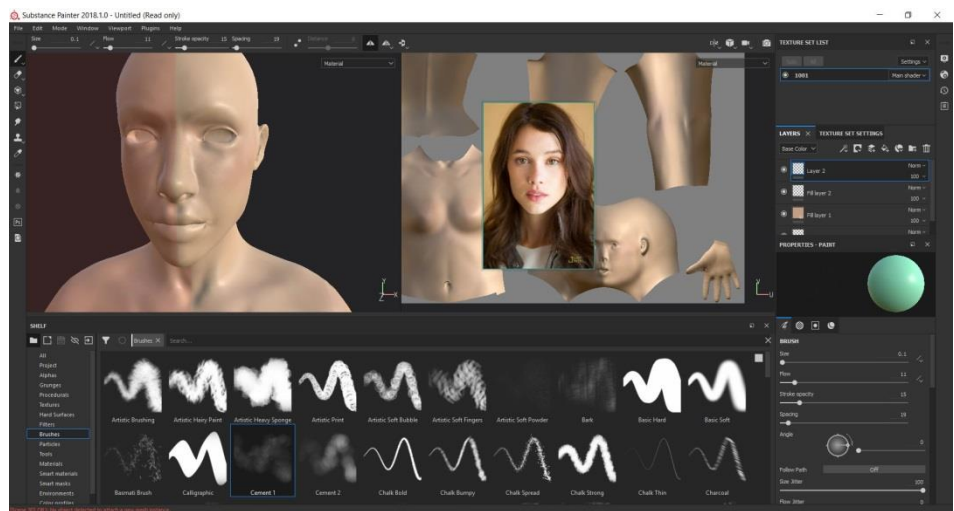 Substance Painter 2018.1.0 - Untitled (Read only)
File Edit Mode Window Viewport Plugins Help
Size 0.1 Flow 11 Stroke opacity 15 Spacing 19 Distance
Material
Material
TEXTURE SET LIST
Settings
1001 Main shader
LAYERS TEXTURE SET SETTINGS
Base Color
Layer 2 Norm 100
Fill layer 2 Norm 100
Fill layer 1 Norm 100
Norm
PROPERTIES - PAINT
Y
Z X
V
U
SHELF
Brushes Search...
All
Project
Alphas
Grunges
Procedurals
Textures
Hard Surfaces
Filters
Brushes
Particles
Tools
Materials
Smart materials
Smart masks
Environments
Color profiles
Artistic Brushing Artistic Hairy Paint Artistic Heavy Sponge Artistic Print Artistic Soft Bubble Artistic Soft Fingers Artistic Soft Powder Bark Basic Hard Basic Soft
Basmati Brush Calligraphic Cement 1 Cement 2 Chalk Bold Chalk Bumpy Chalk Spread Chalk Strong Chalk Thin Charcoal
BRUSH
Size 0.1
Flow 11
Stroke opacity 15
Spacing 19
Angle 0
Follow Path Off
Size Jitter 100
Flow Jitter 0